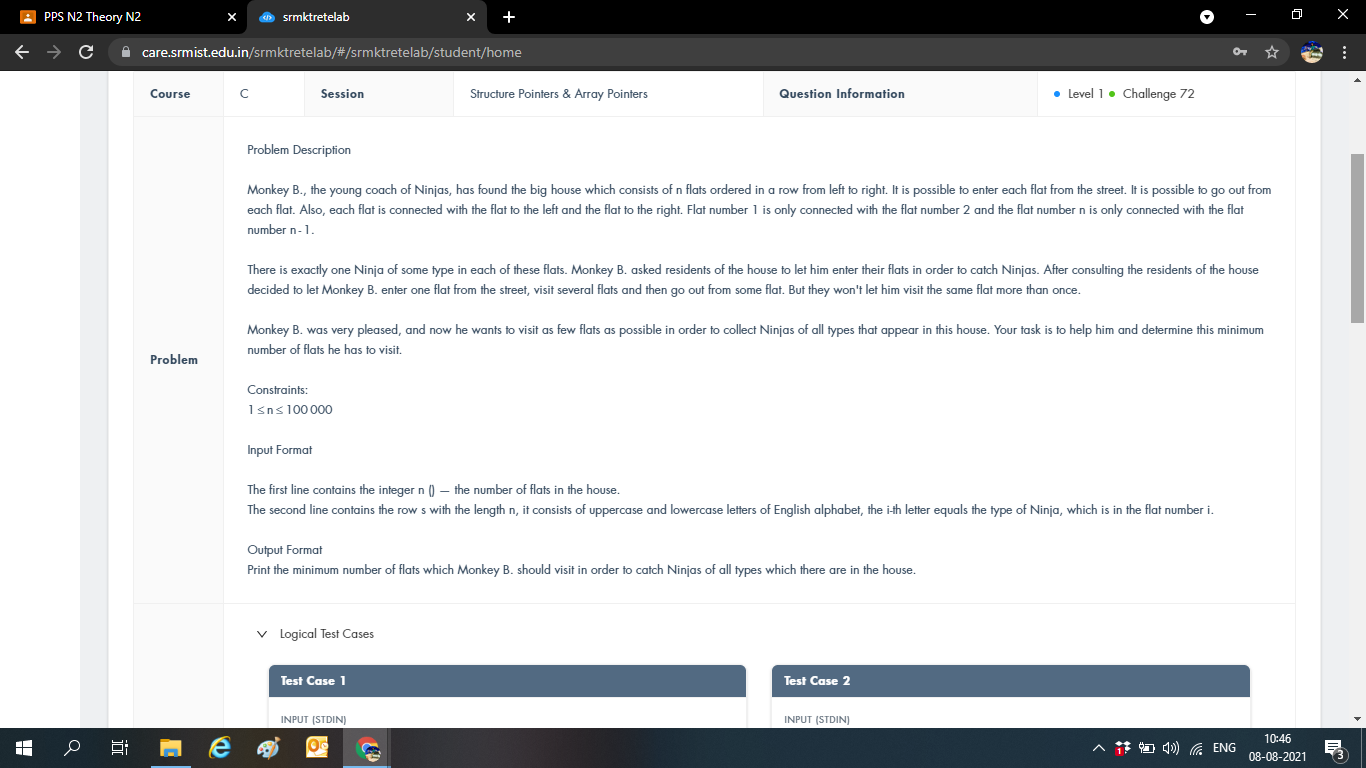 PPS N2 Theory N2
srmktretelab
care.srmist.edu.in/srmktretelab/#/srmktretelab/student/home
Course C Session Structure Pointers & Array Pointers Question Information Level 1 Challenge 72
Problem Description
Monkey B., the young coach of Ninjas, has found the big house which consists of n flats ordered in a row from left to right. It is possible to enter each flat from the street. It is possible to go out from
each flat. Also, each flat is connected with the flat to the left and the flat to the right. Flat number 1 is only connected with the flat number 2 and the flat number n is only connected with the flat
number n - 1.
There is exactly one Ninja of some type in each of these flats. Monkey B. asked residents of the house to let him enter their flats in order to catch Ninjas. After consulting the residents of the house
decided to let Monkey B. enter one flat from the street, visit several flats and then go out from some flat. But they won't let him visit the same flat more than once.
Monkey B. was very pleased, and now he wants to visit as few flats as possible in order to collect Ninjas of all types that appear in this house. Your task is to help him and determine this minimum
number of flats he has to visit.
Problem
Constraints:
1 ≤ n ≤ 100 000
Input Format
The first line contains the integer n () — the number of flats in the house.
The second line contains the row s with the length n, it consists of uppercase and lowercase letters of English alphabet, the i-th letter equals the type of Ninja, which is in the flat number i.
Output Format
Print the minimum number of flats which Monkey B. should visit in order to catch Ninjas of all types which there are in the house.
Logical Test Cases
Test Case 1
Test Case 2
INPUT (STDIN)
INPUT (STDIN)
ENG
10:46
08-08-2021
3